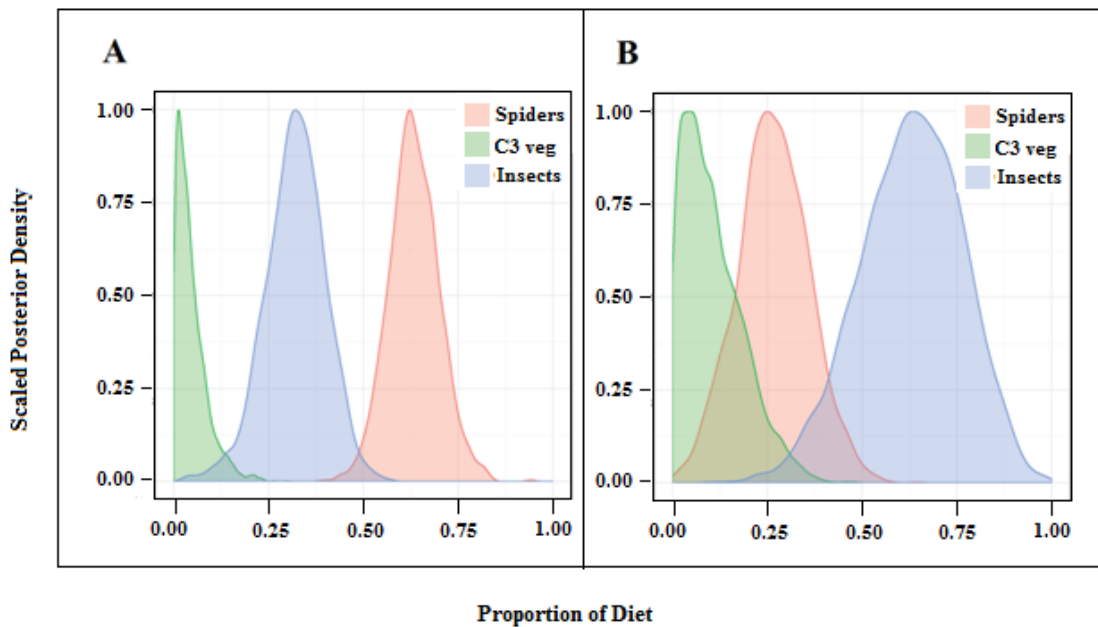 A
Spiders
C3 veg
Insects
1.00
0.75
0.50
0.25
0.00
0.00 0.25 0.50 0.75 1.00
B
Spiders
C3 veg
Insects
1.00
0.75
0.50
0.25
0.00
0.00 0.25 0.50 0.75 1.00
Scaled Posterior Density
Proportion of Diet